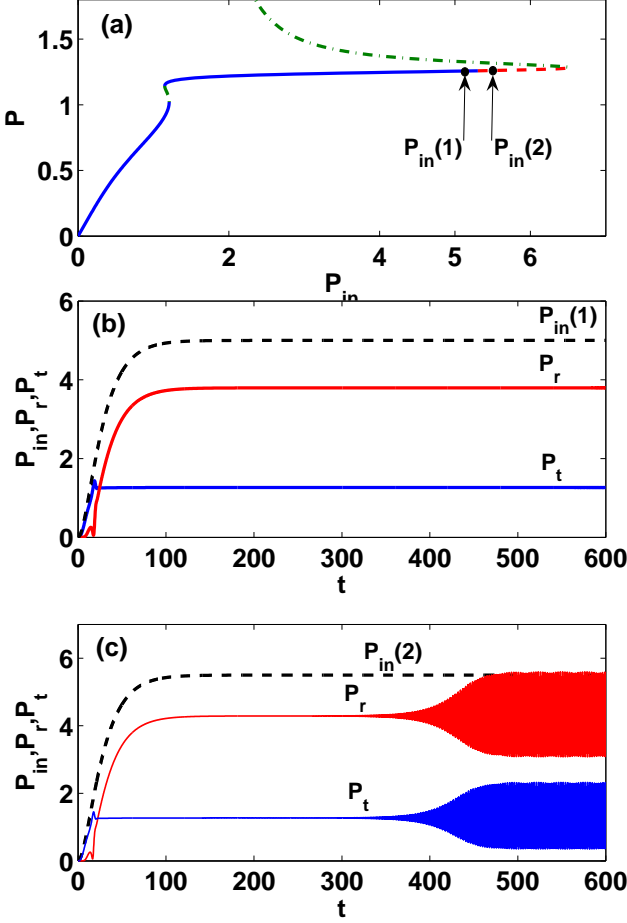 (a)
1.5
1
0.5
0
P
P_in(1) P_in(2)
0 2 4 5 6
P_in
(b)
6
4
2
0
P_in,P_r,P_t
P_in(1)
P_r
P_t
0 100 200 300 400 500 600
t
(c)
6
4
2
0
P_in,P_r,P_t
P_in(2)
P_r
P_t
0 100 200 300 400 500 600
t